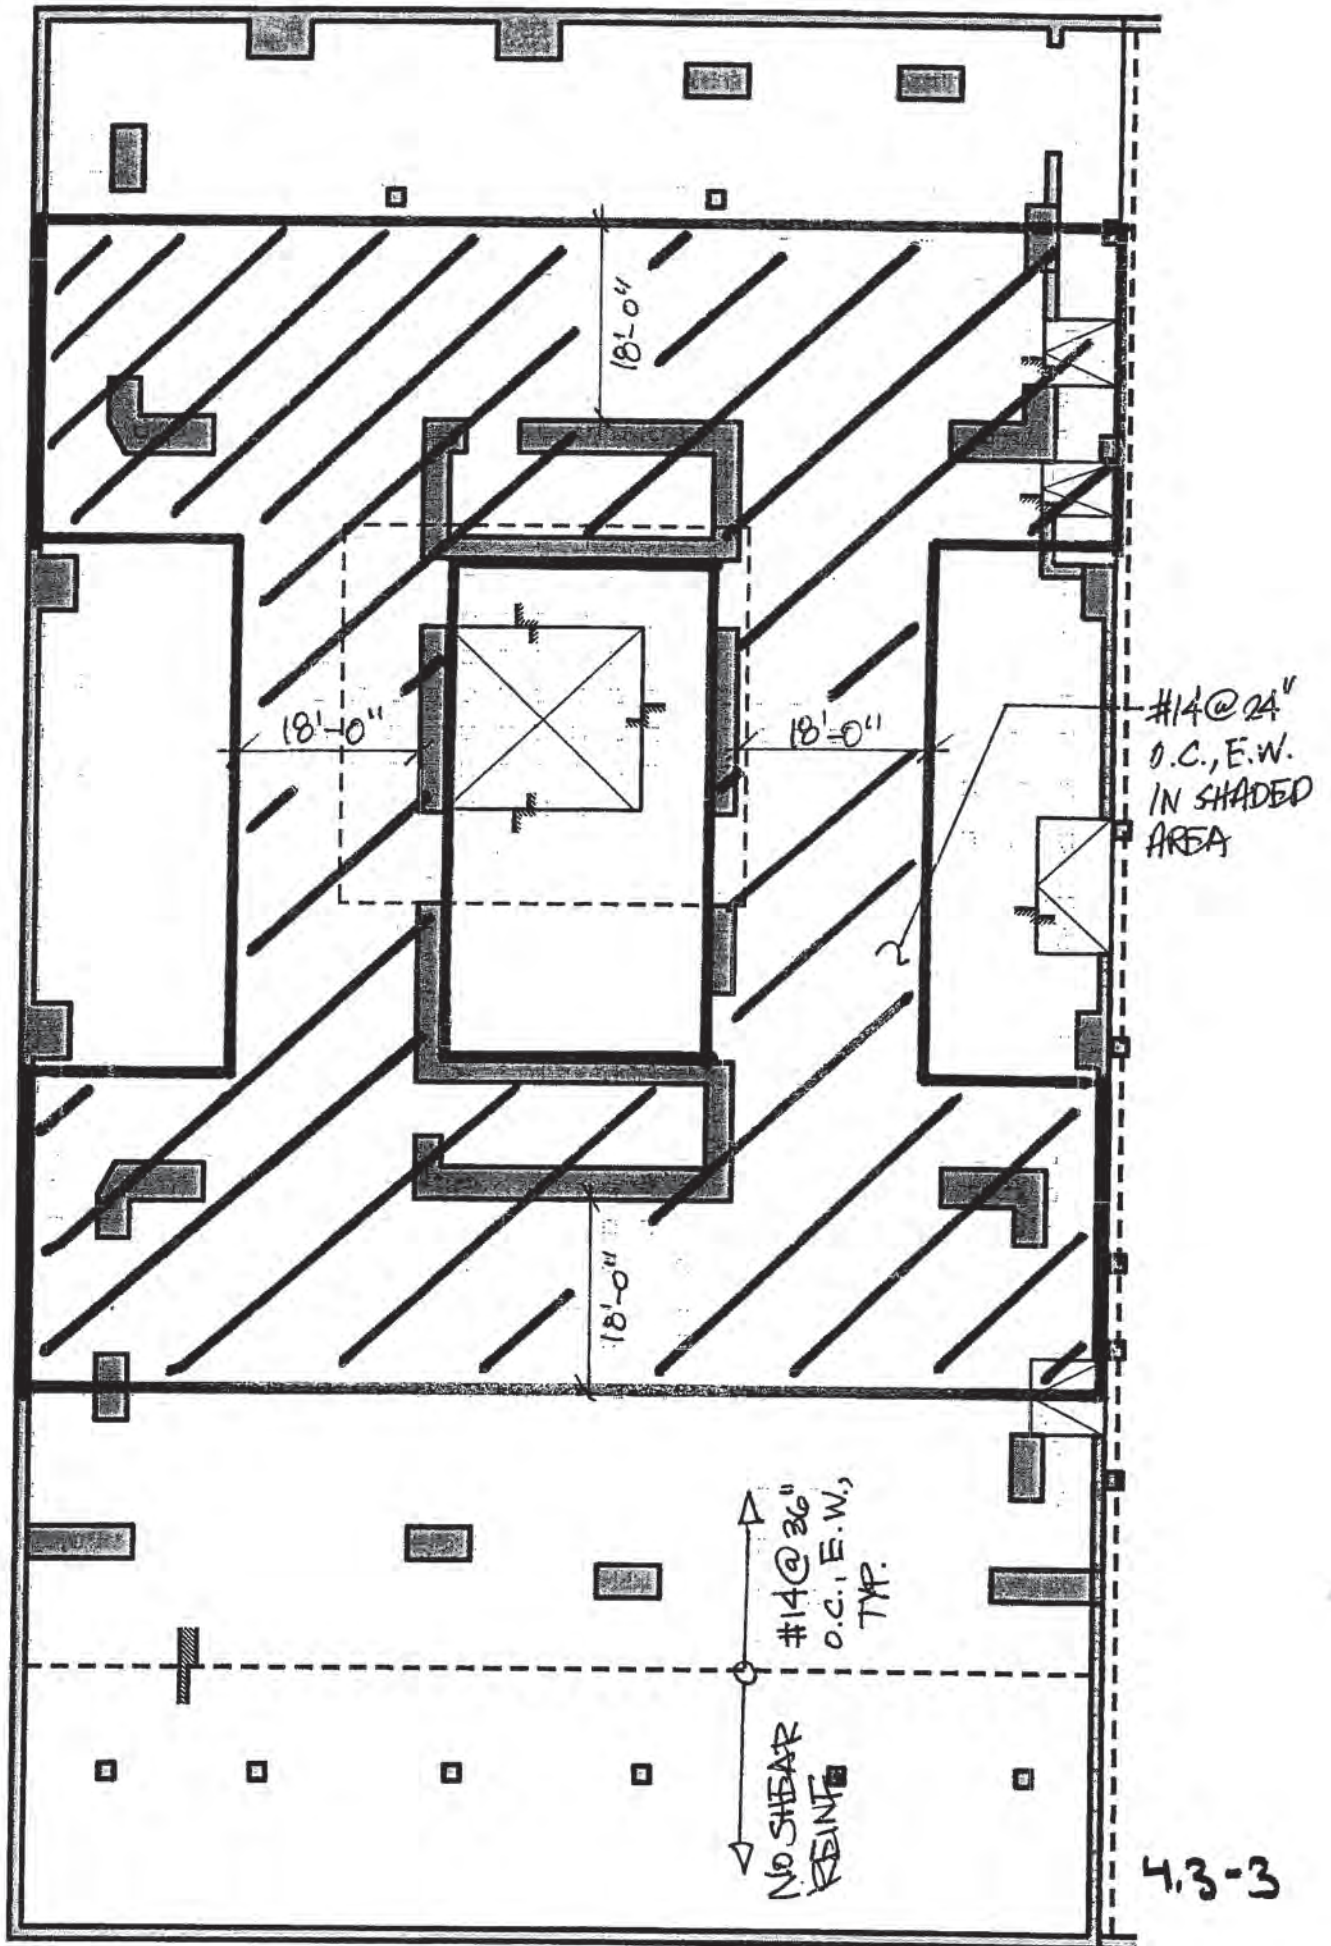 18'-0"
18'-0"
18'-0"
#14@24"
O.C., E.W.
IN SHADED
AREA
18'-0"
#14@36"
O.C., E.W.,
TYP.
NO SHEAR
REINF.
4.3-3